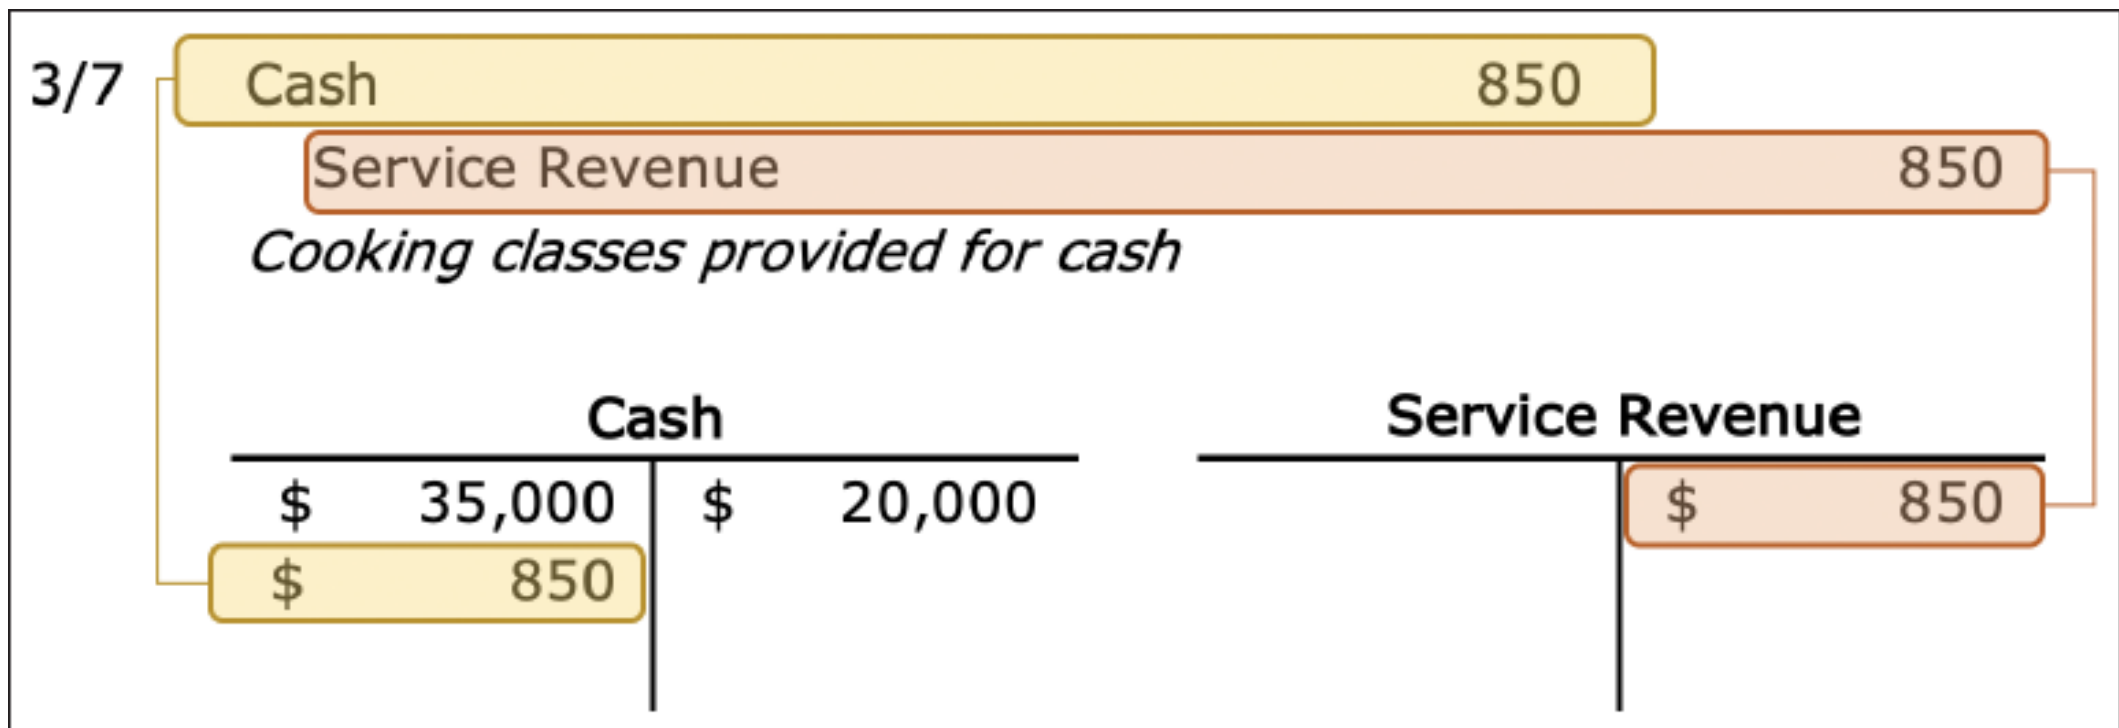 3/7 Cash 850
Service Revenue 850
Cooking classes provided for cash
Cash Service Revenue
$ 35,000 $ 20,000 $ 850
$ 850